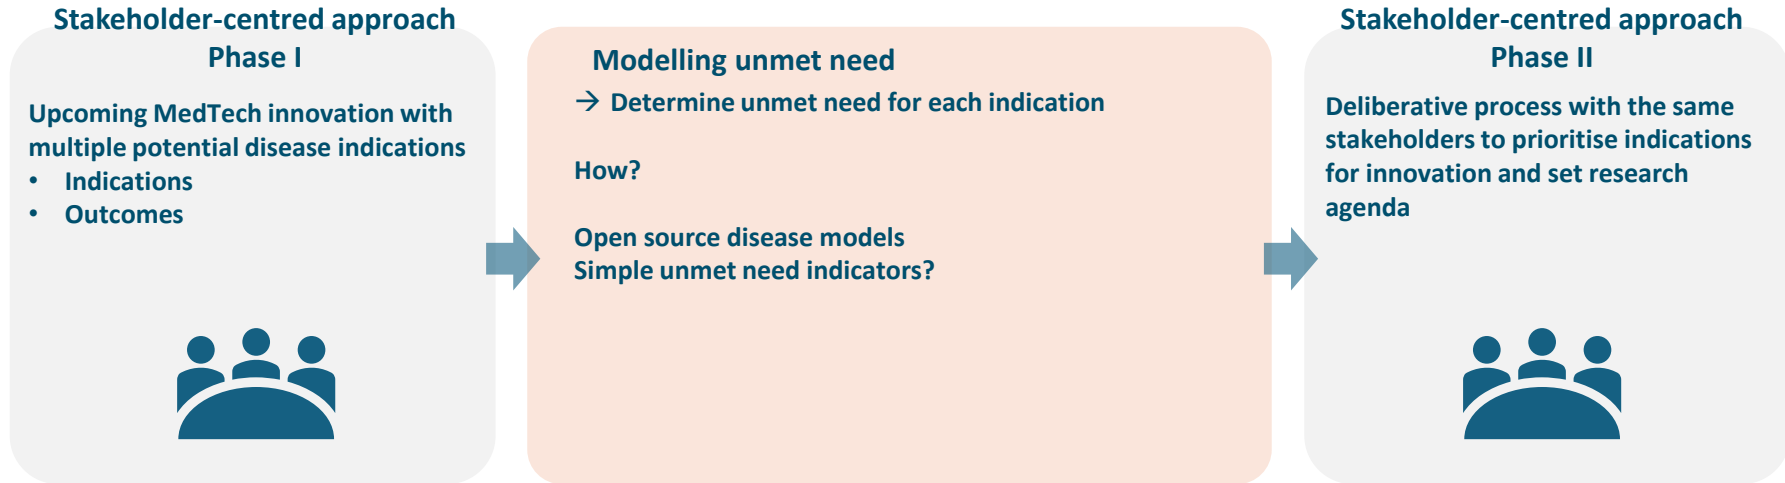 Stakeholder-centred approach
Phase I
Upcoming MedTech innovation with
multiple potential disease indications
• Indications
• Outcomes
Modelling unmet need
→ Determine unmet need for each indication
How?
Open source disease models
Simple unmet need indicators?
Stakeholder-centred approach
Phase II
Deliberative process with the same
stakeholders to prioritise indications
for innovation and set research
agenda